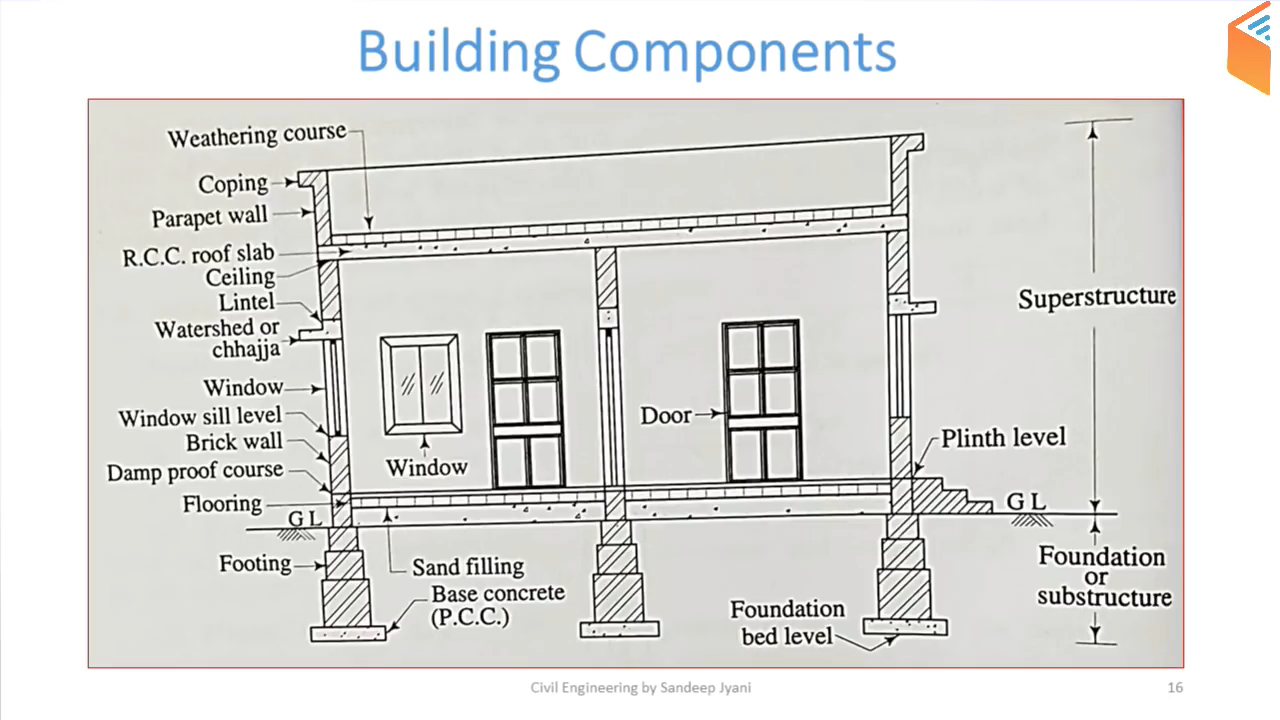 Building Components
Weathering course
Coping
Parapet wall
R.C.C. roof slab
Ceiling
Lintel
Watershed or
chhajja
Window
Window sill level
Brick wall
Damp proof course
Flooring
G L
Footing
Window
Door
Sand filling
Base concrete
(P.C.C.)
Foundation
bed level
Superstructure
Plinth level
G L
Foundation
or
substructure
Civil Engineering by Sandeep Jyani
16